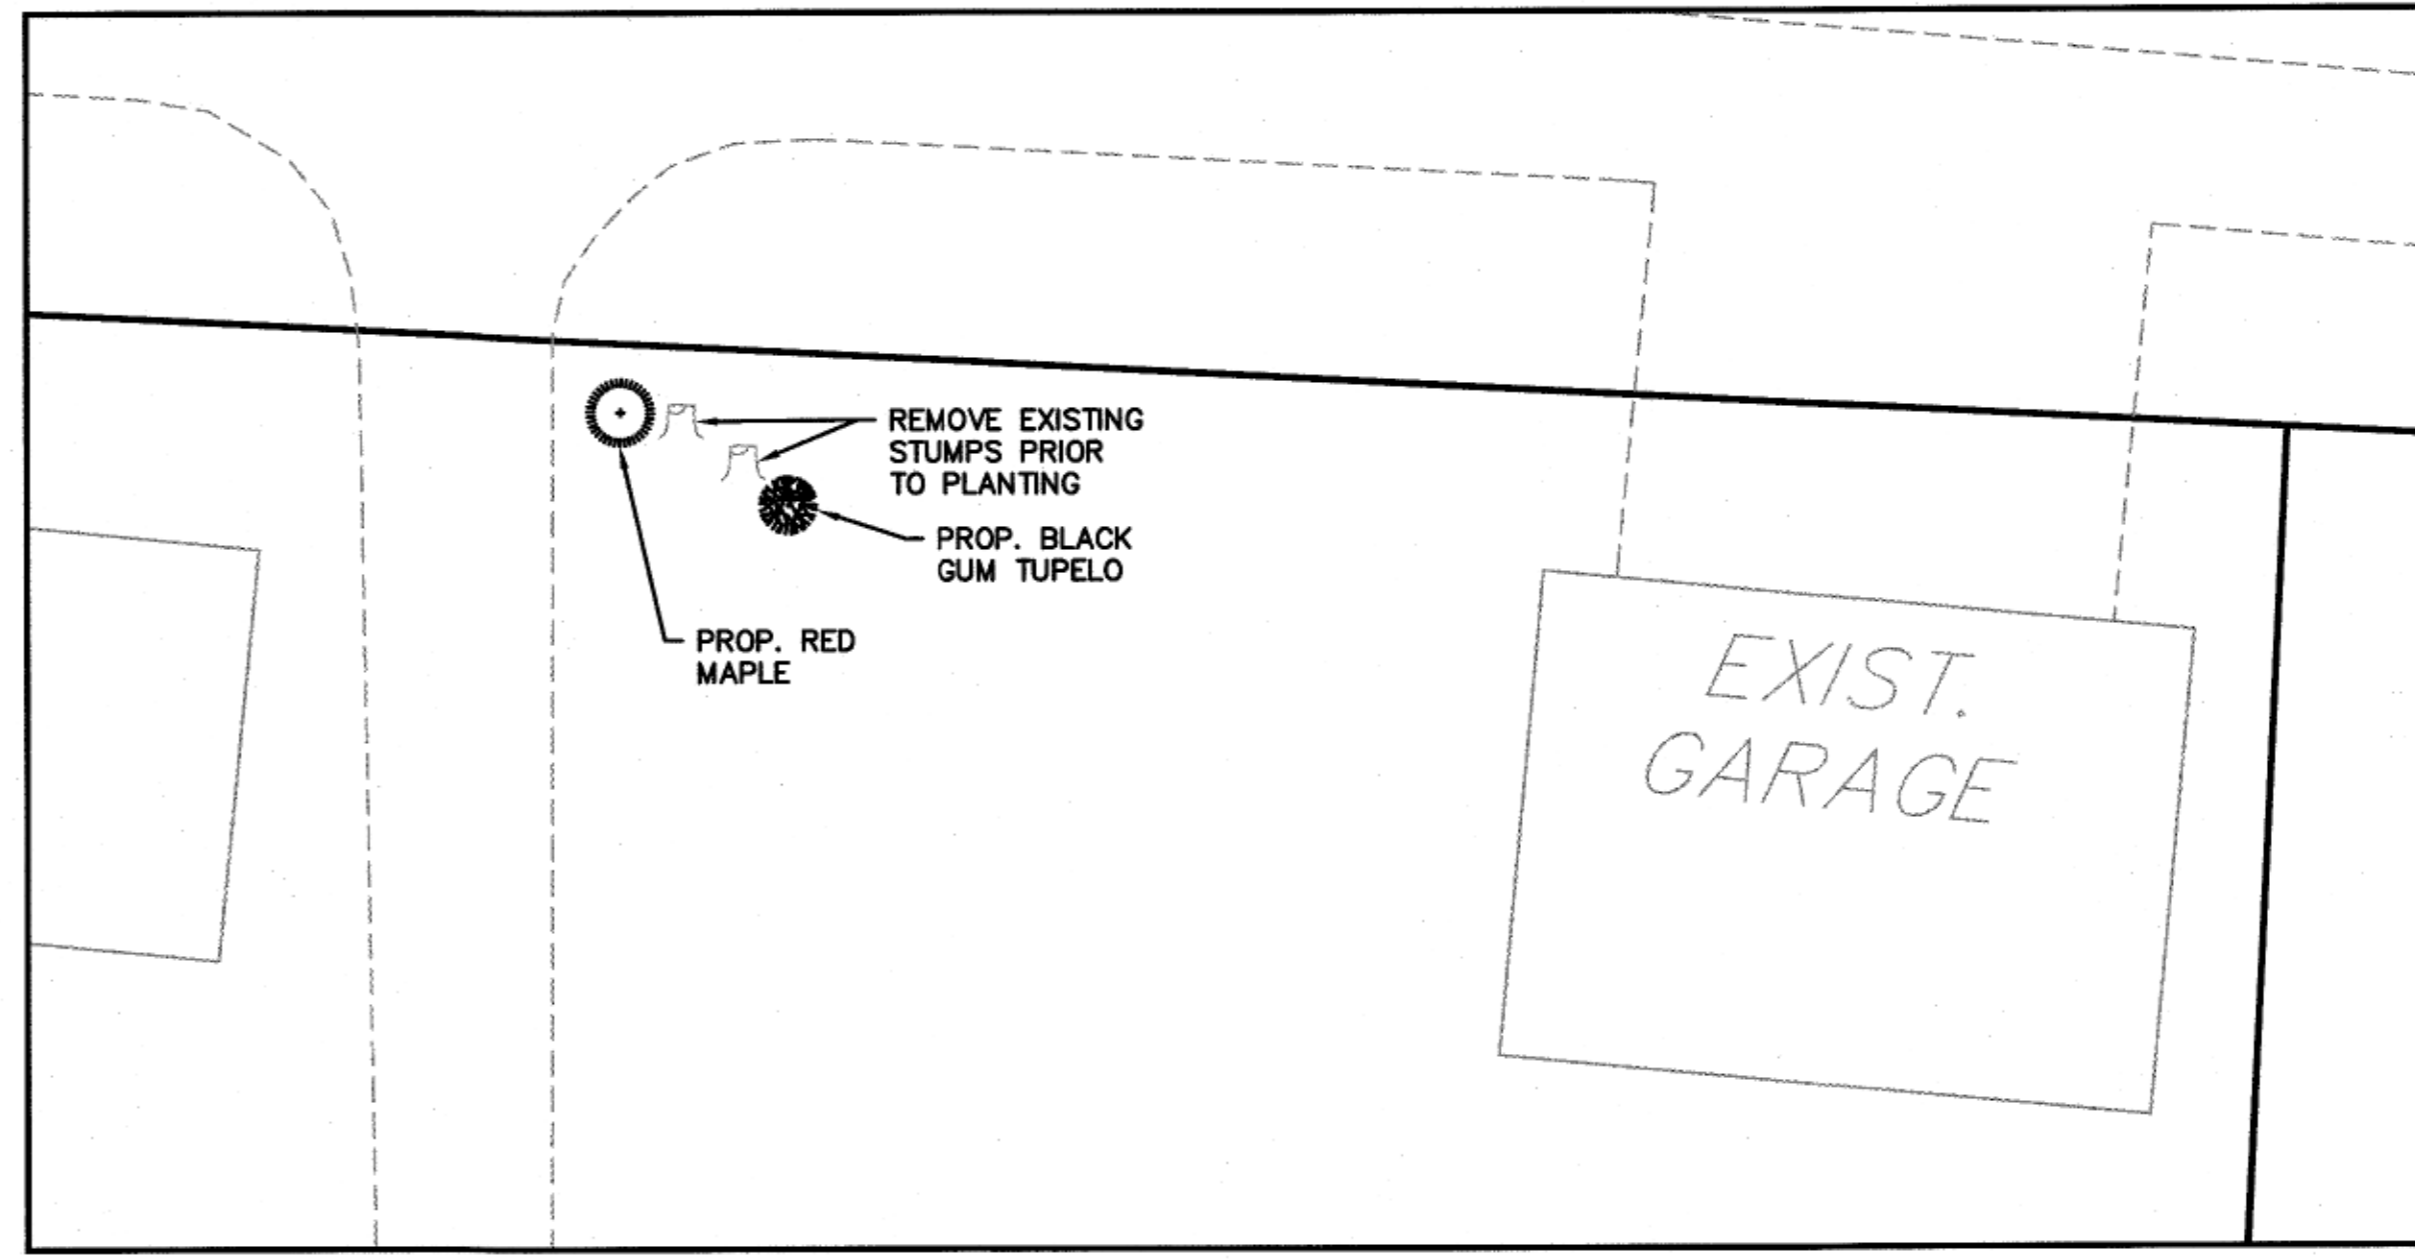 REMOVE EXISTING
STUMPS PRIOR
TO PLANTING
PROP. BLACK
GUM TUPELO
PROP. RED
MAPLE
EXIST.
GARAGE